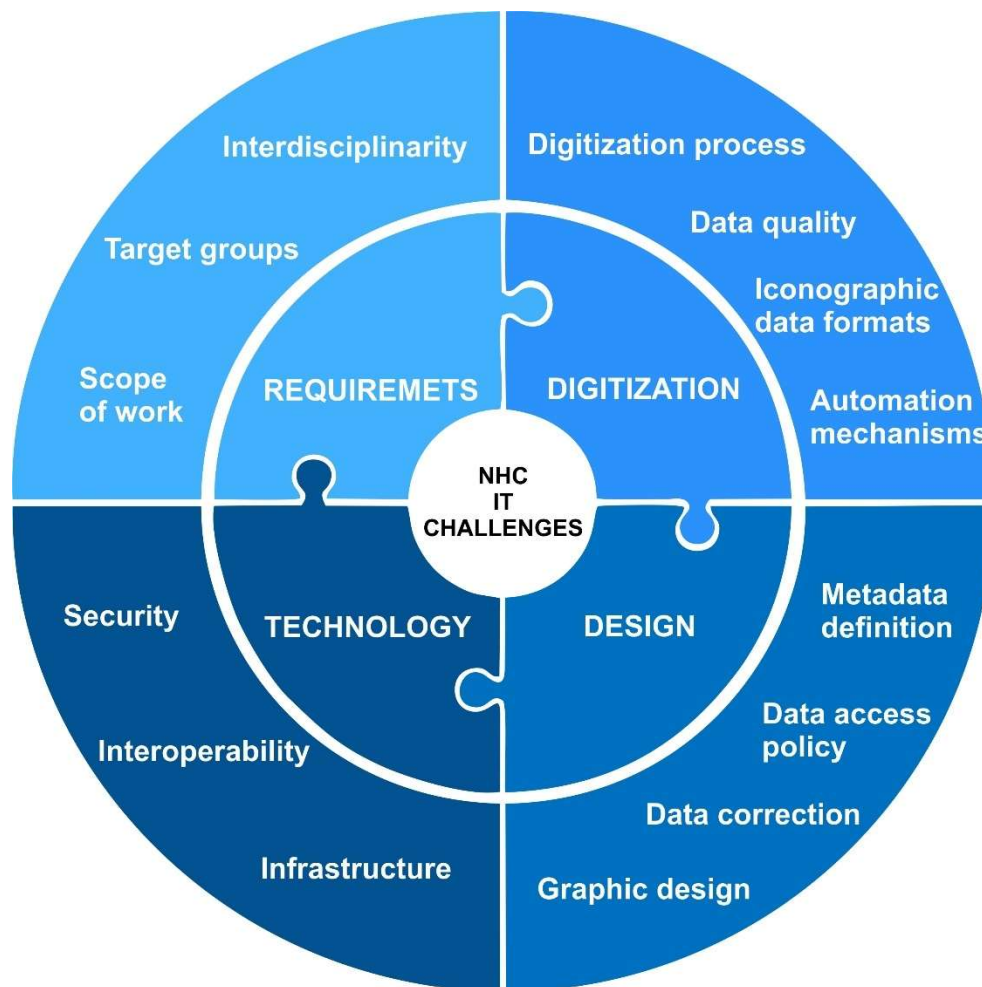 Interdisciplinarity
Target groups
Scope
of work
REQUIREMETS
Digitization process
Data quality
Iconographic
data formats
Automation
mechanisms
DIGITIZATION
NHC
IT
CHALLENGES
Security
Interoperability
Infrastructure
TECHNOLOGY
DESIGN
Metadata
definition
Data access
policy
Data correction
Graphic design